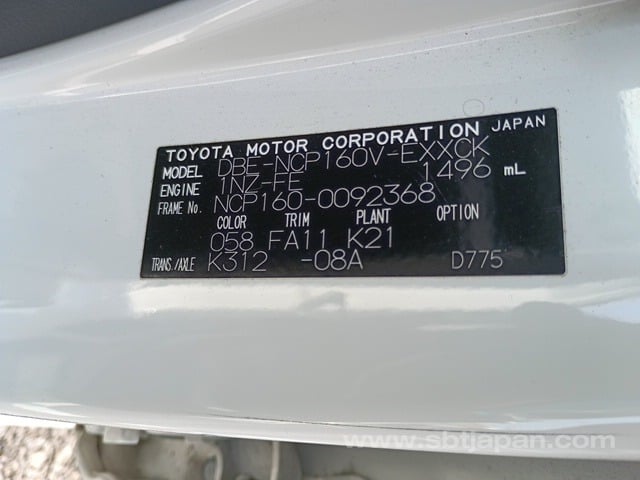 TOYOTA MOTOR CORPORATION JAPAN
MODEL DBE-NCP160V-EXXCK
ENGINE 1NZ-FE 1496 mL
FRAME No. NCP160-0092368
COLOR TRIM PLANT OPTION
058 FA11 K21
TRANS./AXLE K312 -08A D775
www.sbtjapan.com